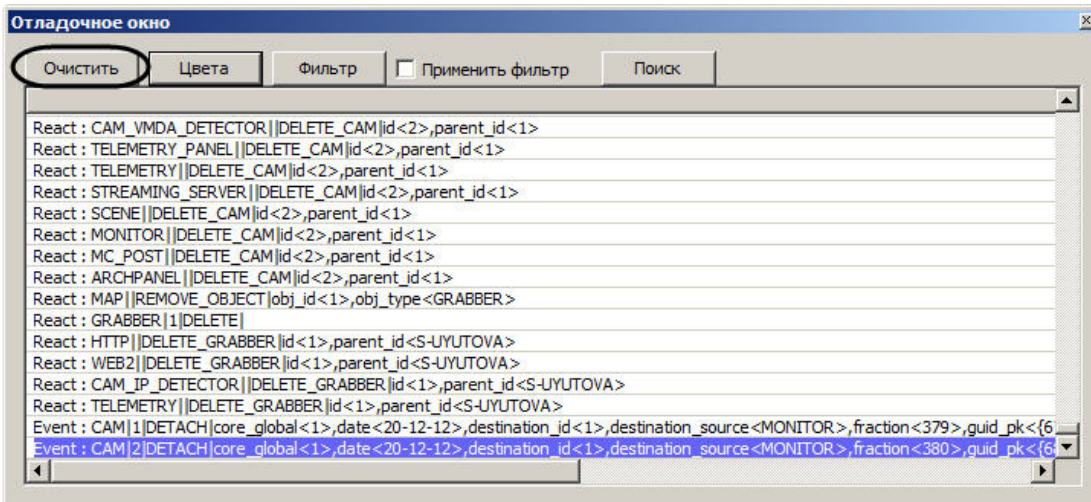 Отладочное окно
Очистить Цвета Фильтр Применить фильтр Поиск
React : CAM_VMDA_DETECTOR||DELETE_CAM|id<2>,parent_id<1>
React : TELEMETRY_PANEL||DELETE_CAM|id<2>,parent_id<1>
React : TELEMETRY||DELETE_CAM|id<2>,parent_id<1>
React : STREAMING_SERVER||DELETE_CAM|id<2>,parent_id<1>
React : SCENE||DELETE_CAM|id<2>,parent_id<1>
React : MONITOR||DELETE_CAM|id<2>,parent_id<1>
React : MC_POST||DELETE_CAM|id<2>,parent_id<1>
React : ARCHPANEL||DELETE_CAM|id<2>,parent_id<1>
React : MAP||REMOVE_OBJECT|obj_id<1>,obj_type<GRABBER>
React : GRABBER|1|DELETE|
React : HTTP||DELETE_GRABBER|id<1>,parent_id<S-UYUTOVA>
React : WEB2||DELETE_GRABBER|id<1>,parent_id<S-UYUTOVA>
React : CAM_IP_DETECTOR||DELETE_GRABBER|id<1>,parent_id<S-UYUTOVA>
React : TELEMETRY||DELETE_GRABBER|id<1>,parent_id<S-UYUTOVA>
Event : CAM|1|DETACH|core_global<1>,date<20-12-12>,destination_id<1>,destination_source<MONITOR>,fraction<379>,guid_pk<{6
Event : CAM|2|DETACH|core_global<1>,date<20-12-12>,destination_id<1>,destination_source<MONITOR>,fraction<380>,guid_pk<{6